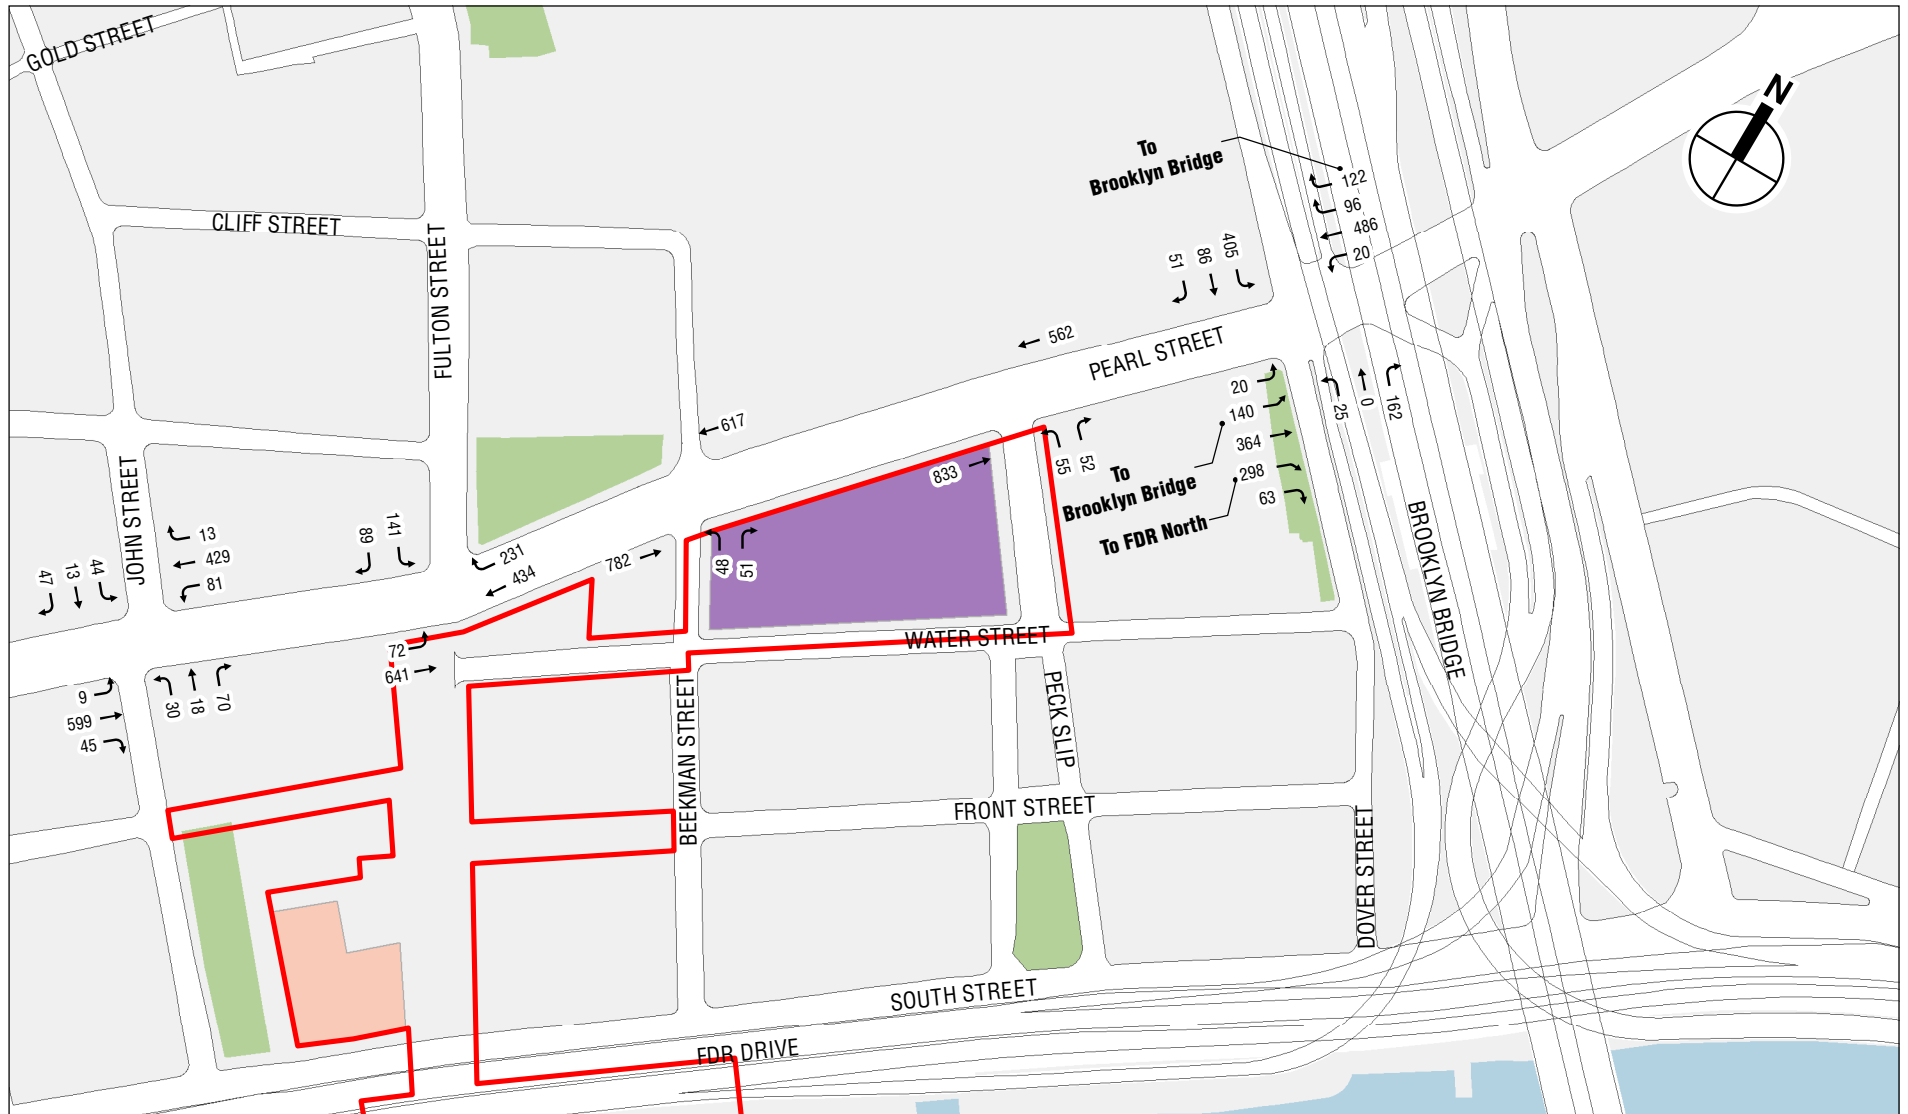 GOLD STREET
N
To
Brooklyn Bridge
122
96
486
20
CLIFF STREET
FULTON STREET
51
86
405
562
PEARL STREET
617
20
140
364
298
63
25
0
162
To
Brooklyn Bridge
To FDR North
833
55
52
JOHN STREET
13
429
81
89
141
47
13
44
231
434
782
48
51
BROOKLYN BRIDGE
72
641
WATER STREET
9
599
45
30
18
70
BEEKMAN STREET
PECK SLIP
FRONT STREET
DOVER STREET
SOUTH STREET
FDR DRIVE